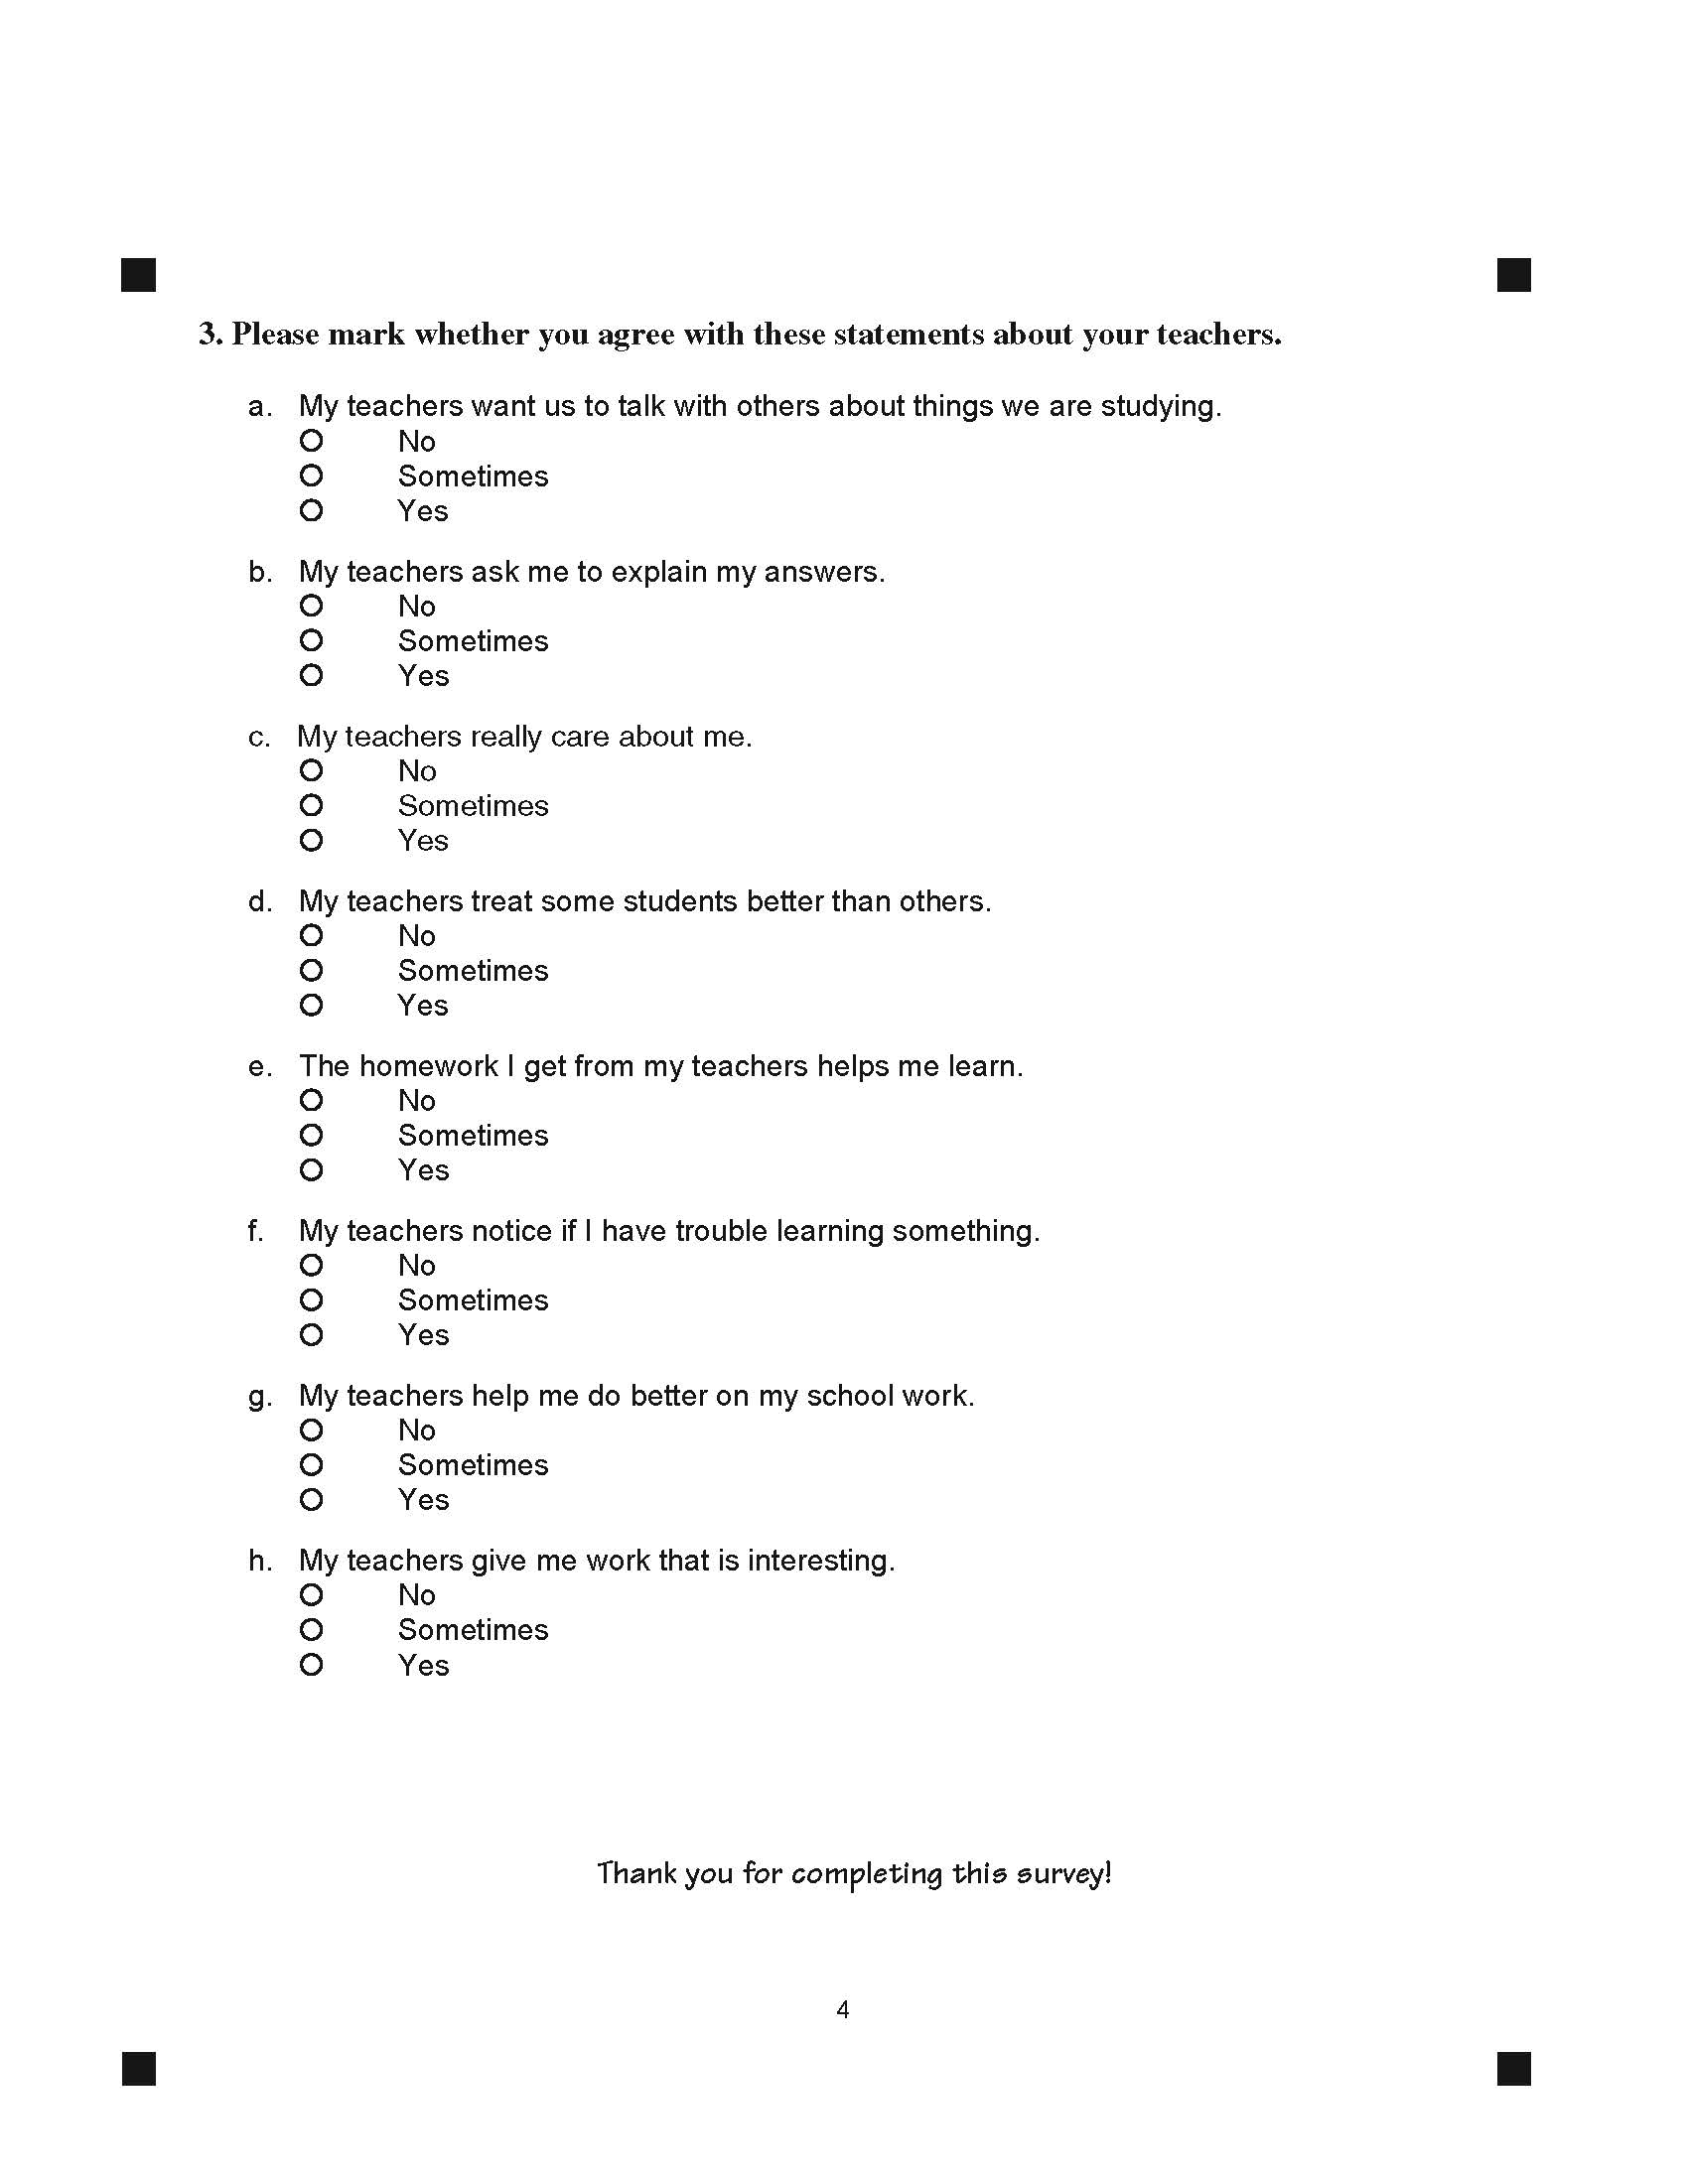 3. Please mark whether you agree with these statements about your teachers.
a. My teachers want us to talk with others about things we are studying.
No
Sometimes
Yes
b. My teachers ask me to explain my answers.
No
Sometimes
Yes
c. My teachers really care about me.
No
Sometimes
Yes
d. My teachers treat some students better than others.
No
Sometimes
Yes
e. The homework I get from my teachers helps me learn.
No
Sometimes
Yes
f. My teachers notice if I have trouble learning something.
No
Sometimes
Yes
g. My teachers help me do better on my school work.
No
Sometimes
Yes
h. My teachers give me work that is interesting.
No
Sometimes
Yes
Thank you for completing this survey!
4